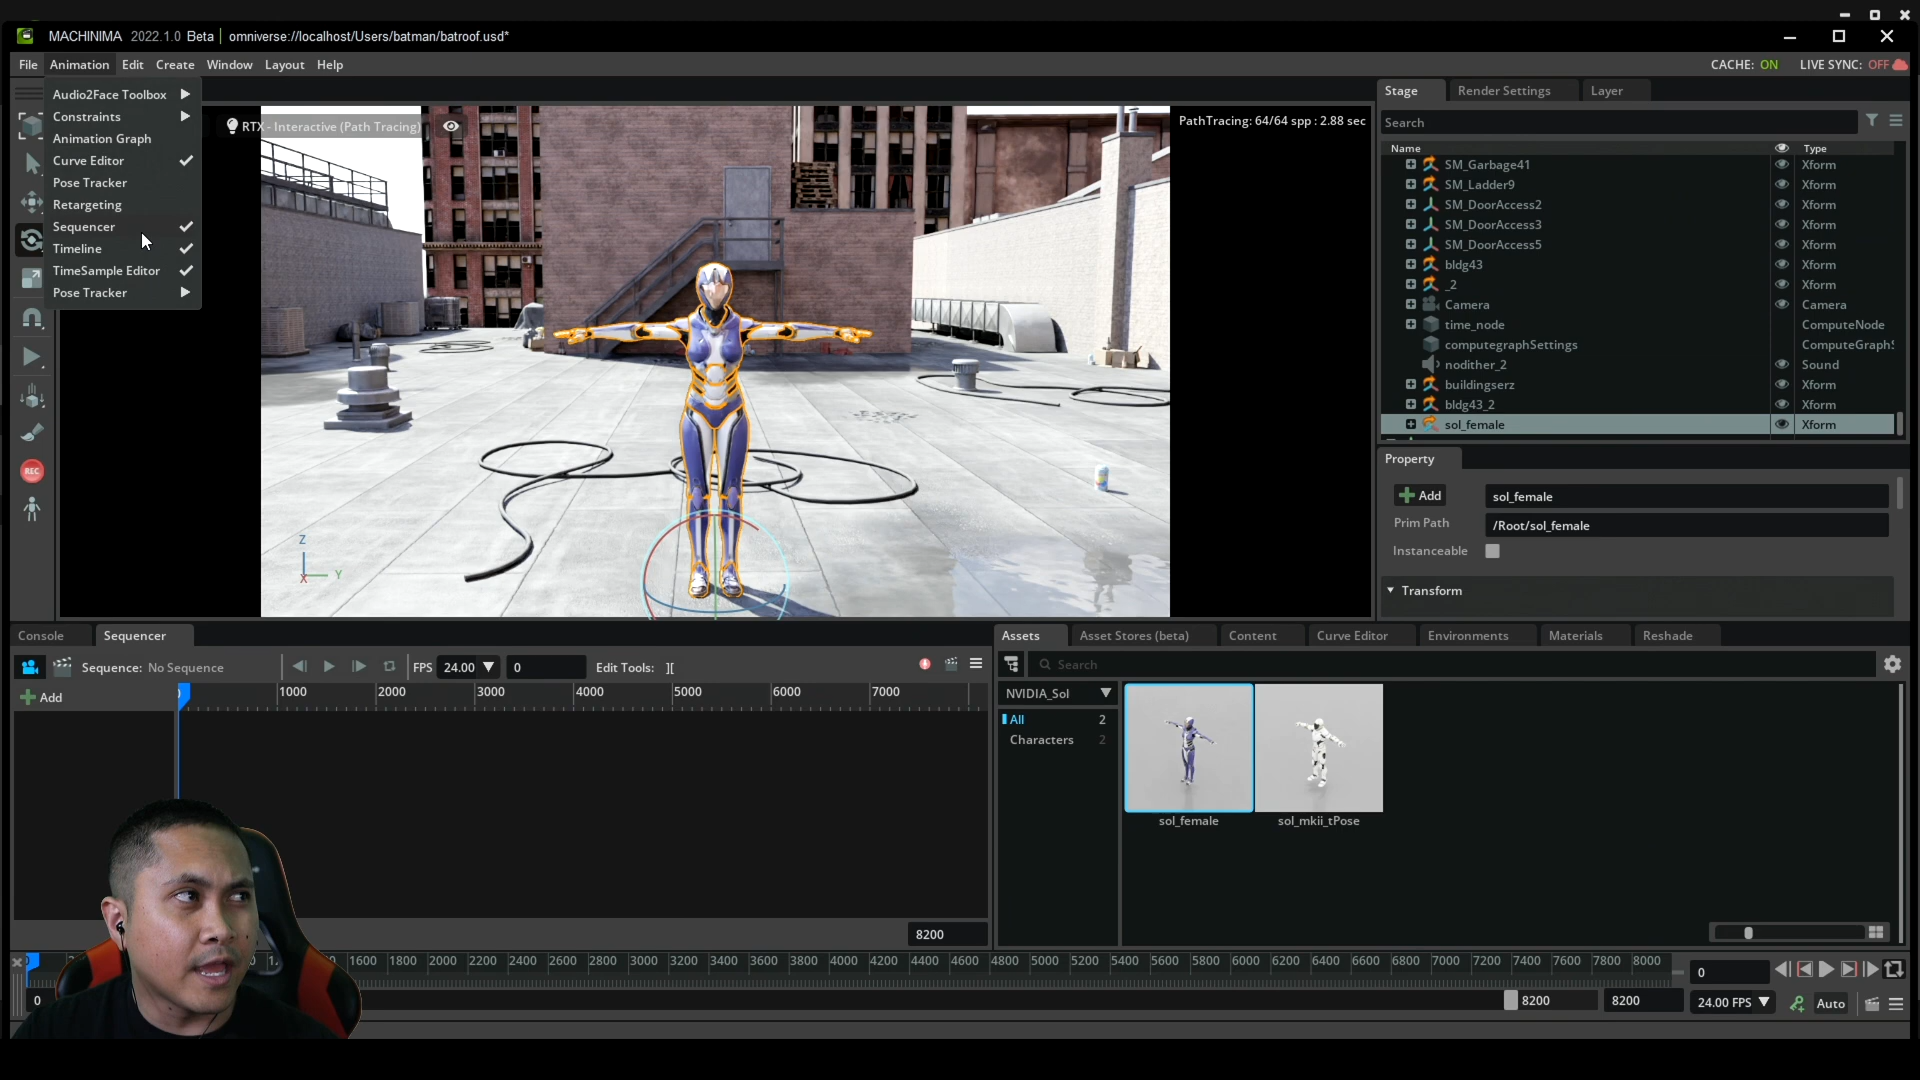 MACHINIMA 2022.1.0 Beta | omniverse://localhost/Users/batman/batroof.usd*
File Animation Edit Create Window Layout Help
CACHE: ON LIVE SYNC: OFF
Audio2Face Toolbox
Constraints
Animation Graph
Curve Editor
Pose Tracker
Retargeting
Sequencer
Timeline
TimeSample Editor
Pose Tracker
RTX - Interactive (Path Tracing)
PathTracing: 64/64 spp : 2.88 sec
Z
X
Y
REC
Stage Render Settings Layer
Search
Name Type
SM_Garbage41 Xform
SM_Ladder9 Xform
SM_DoorAccess2 Xform
SM_DoorAccess3 Xform
SM_DoorAccess5 Xform
bldg43 Xform
_2 Xform
Camera Camera
time_node ComputeNode
computegraphSettings ComputeGraph
nodither_2 Sound
buildingserz Xform
bldg43_2 Xform
sol_female Xform
Property
Add sol_female
Prim Path /Root/sol_female
Instanceable
Transform
Console Sequencer
Sequence: No Sequence FPS 24.00 0 Edit Tools: ][
Add
1000 2000 3000 4000 5000 6000 7000
8200
Assets Asset Stores (beta) Content Curve Editor Environments Materials Reshade
Search
NVIDIA_Sol
All 2
Characters 2
sol_female sol_mkii_tPose
1600 1800 2000 2200 2400 2600 2800 3000 3200 3400 3600 3800 4000 4200 4400 4600 4800 5000 5200 5400 5600 5800 6000 6200 6400 6600 6800 7000 7200 7400 7600 7800 8000
0
0 8200 8200 24.00 FPS Auto